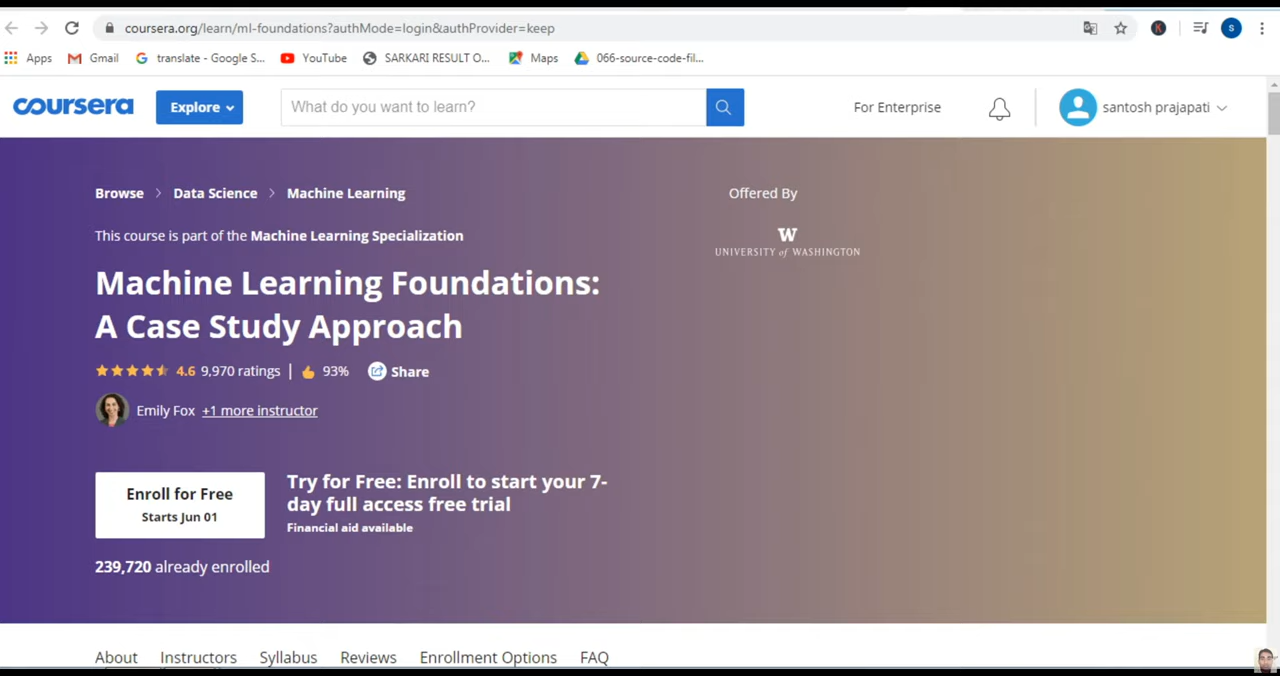 coursera.org/learn/ml-foundations?authMode=login&authProvider=keep
Apps
Gmail
translate - Google S...
YouTube
SARKARI RESULT O...
Maps
066-source-code-fil...
coursera
Explore
What do you want to learn?
For Enterprise
santosh prajapati
Browse > Data Science > Machine Learning
Offered By
This course is part of the Machine Learning Specialization
W
UNIVERSITY of WASHINGTON
Machine Learning Foundations:
A Case Study Approach
4.6 9,970 ratings | 93% Share
Emily Fox +1 more instructor
Enroll for Free
Starts Jun 01
Try for Free: Enroll to start your 7-
day full access free trial
Financial aid available
239,720 already enrolled
About Instructors Syllabus Reviews Enrollment Options FAQ